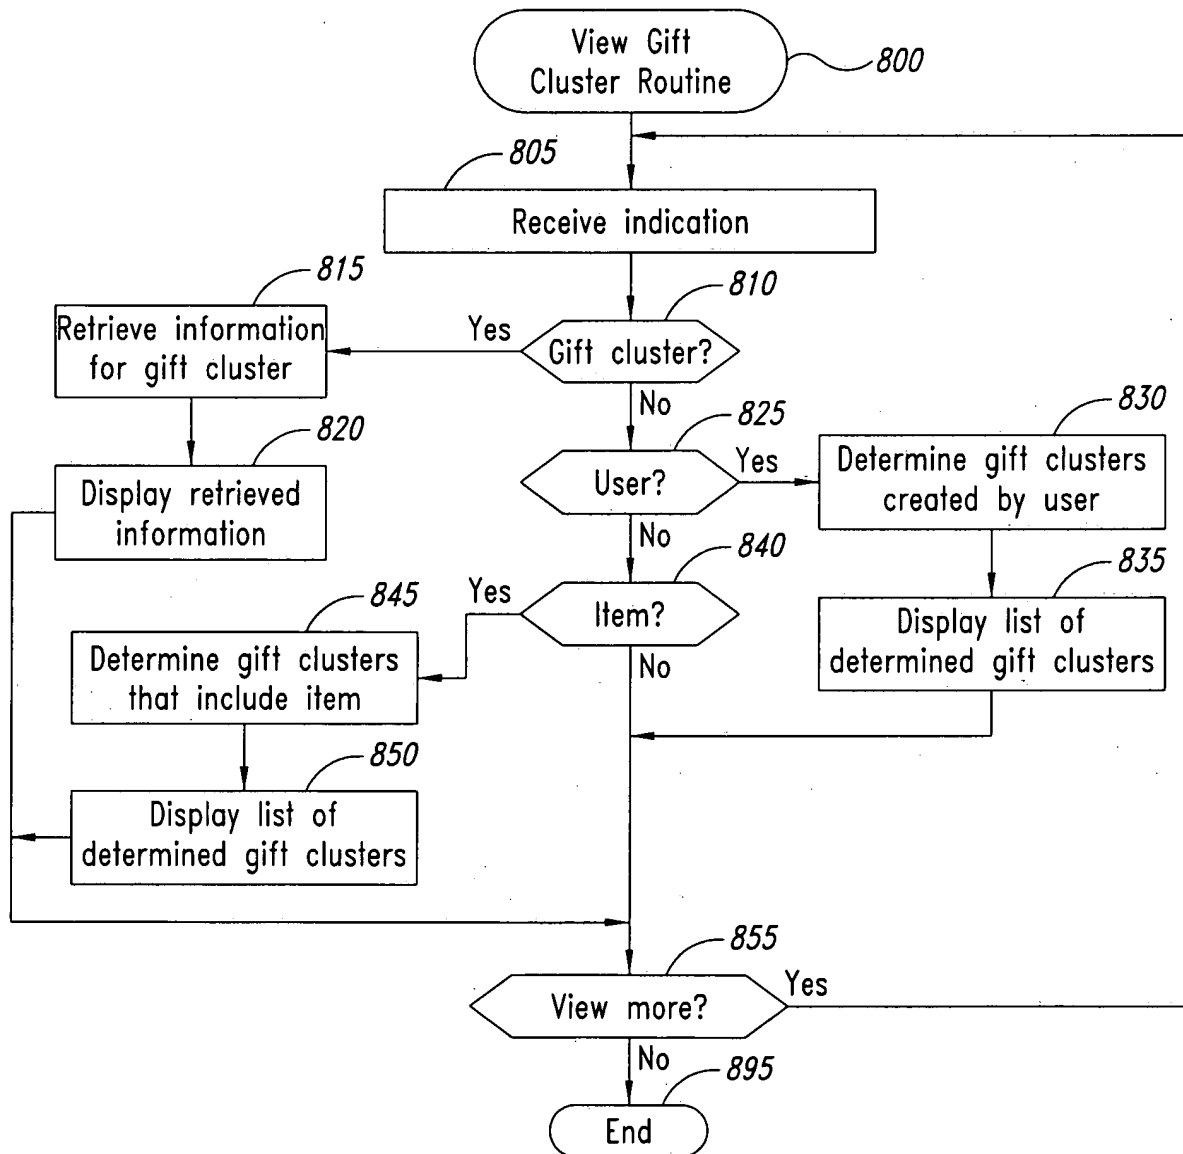 View Gift
Cluster Routine
800
805
Receive indication
815
810
Retrieve information
for gift cluster
Yes
Gift cluster?
No
820
825
830
Display retrieved
information
User?
Yes
Determine gift clusters
created by user
No
840
835
845
Yes
Item?
Display list of
determined gift clusters
Determine gift clusters
that include item
No
850
Display list of
determined gift clusters
855
View more?
Yes
No
895
End